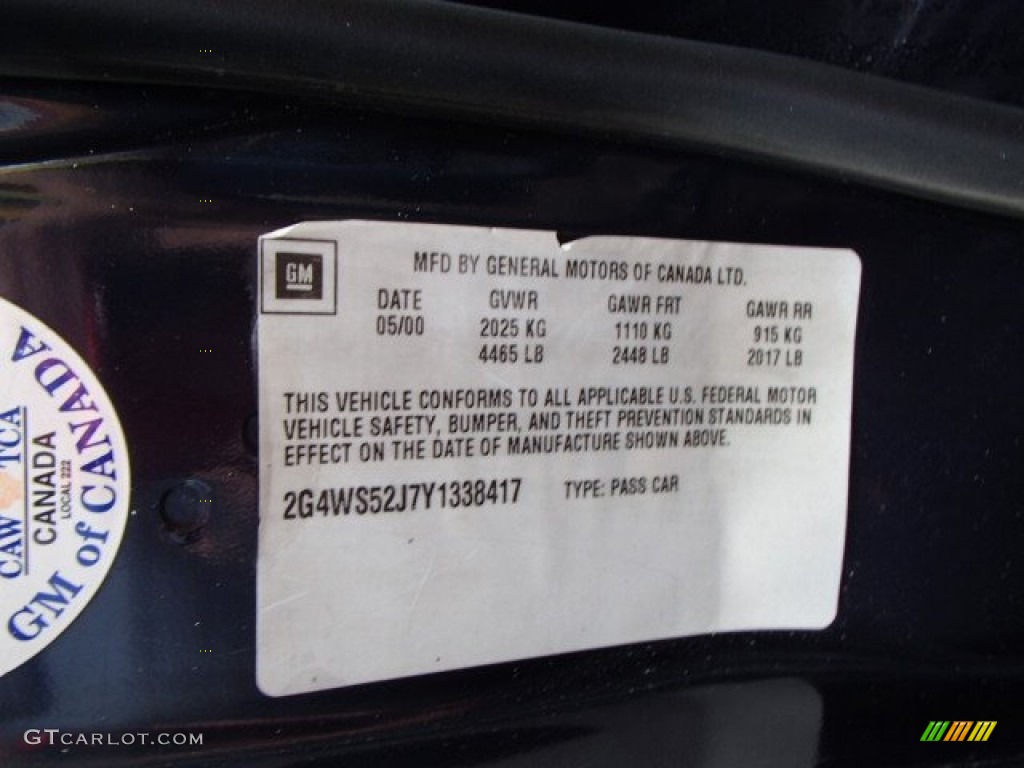 GM
MFD BY GENERAL MOTORS OF CANADA LTD.
DATE GVWR GAWR FRT GAWR RR
05/00 2025 KG 1110 KG 915 KG
4465 LB 2448 LB 2017 LB
THIS VEHICLE CONFORMS TO ALL APPLICABLE U.S. FEDERAL MOTOR
VEHICLE SAFETY, BUMPER, AND THEFT PREVENTION STANDARDS IN
EFFECT ON THE DATE OF MANUFACTURE SHOWN ABOVE.
2G4WS52J7Y1338417 TYPE: PASS CAR
CAW TCA
CANADA
LOCAL 222
GM of CANADA
GTCARLOT.COM